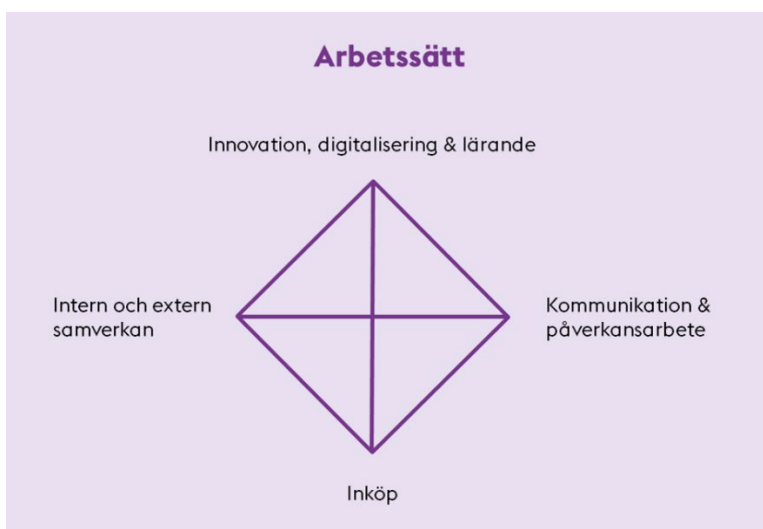 Arbetssätt
Innovation, digitalisering & lärande
Intern och extern
samverkan
Kommunikation &
påverkansarbete
Inköp